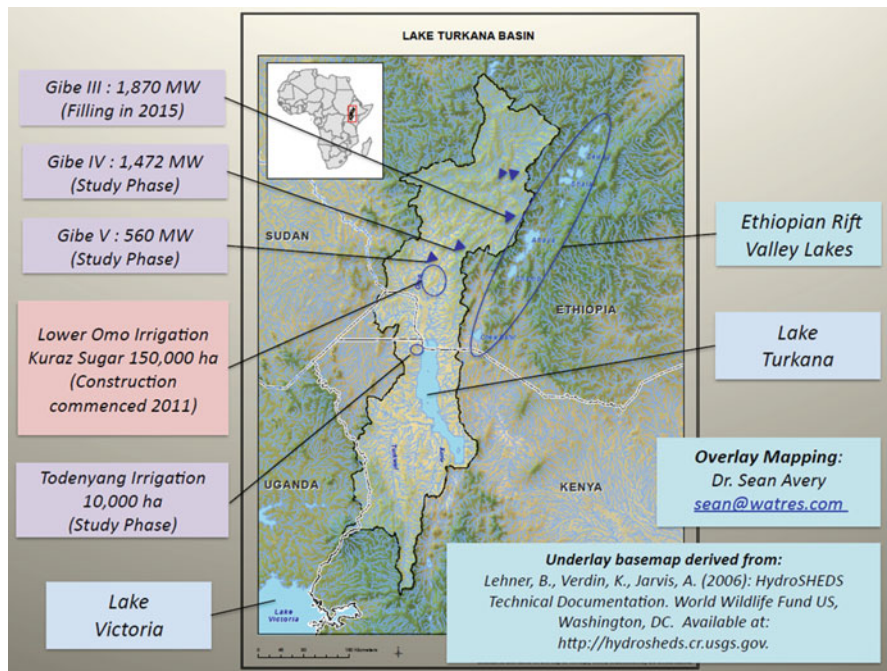 LAKE TURKANA BASIN
Gibe III : 1,870 MW
(Filling in 2015)
Gibe IV : 1,472 MW
(Study Phase)
Gibe V : 560 MW
(Study Phase)
Lower Omo Irrigation
Kuraz Sugar 150,000 ha
(Construction
commenced 2011)
Todenyang Irrigation
10,000 ha
(Study Phase)
Lake
Victoria
SUDAN
ETHIOPIA
UGANDA
KENYA
Turkwel
Lake
Victoria
Ethiopian Rift
Valley Lakes
Lake
Turkana
Overlay Mapping:
Dr. Sean Avery
sean@watres.com
Underlay basemap derived from:
Lehner, B., Verdin, K., Jarvis, A. (2006): HydroSHEDS
Technical Documentation. World Wildlife Fund US,
Washington, DC. Available at:
http://hydrosheds.cr.usgs.gov.